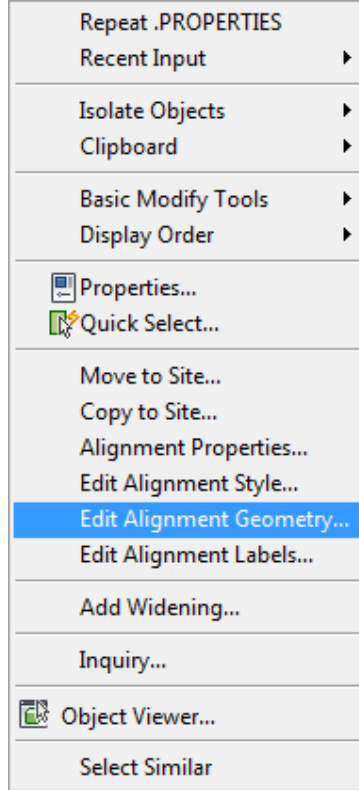 Repeat .PROPERTIES
Recent Input
Isolate Objects
Clipboard
Basic Modify Tools
Display Order
Properties...
Quick Select...
Move to Site...
Copy to Site...
Alignment Properties...
Edit Alignment Style...
Edit Alignment Geometry...
Edit Alignment Labels...
Add Widening...
Inquiry...
Object Viewer...
Select Similar